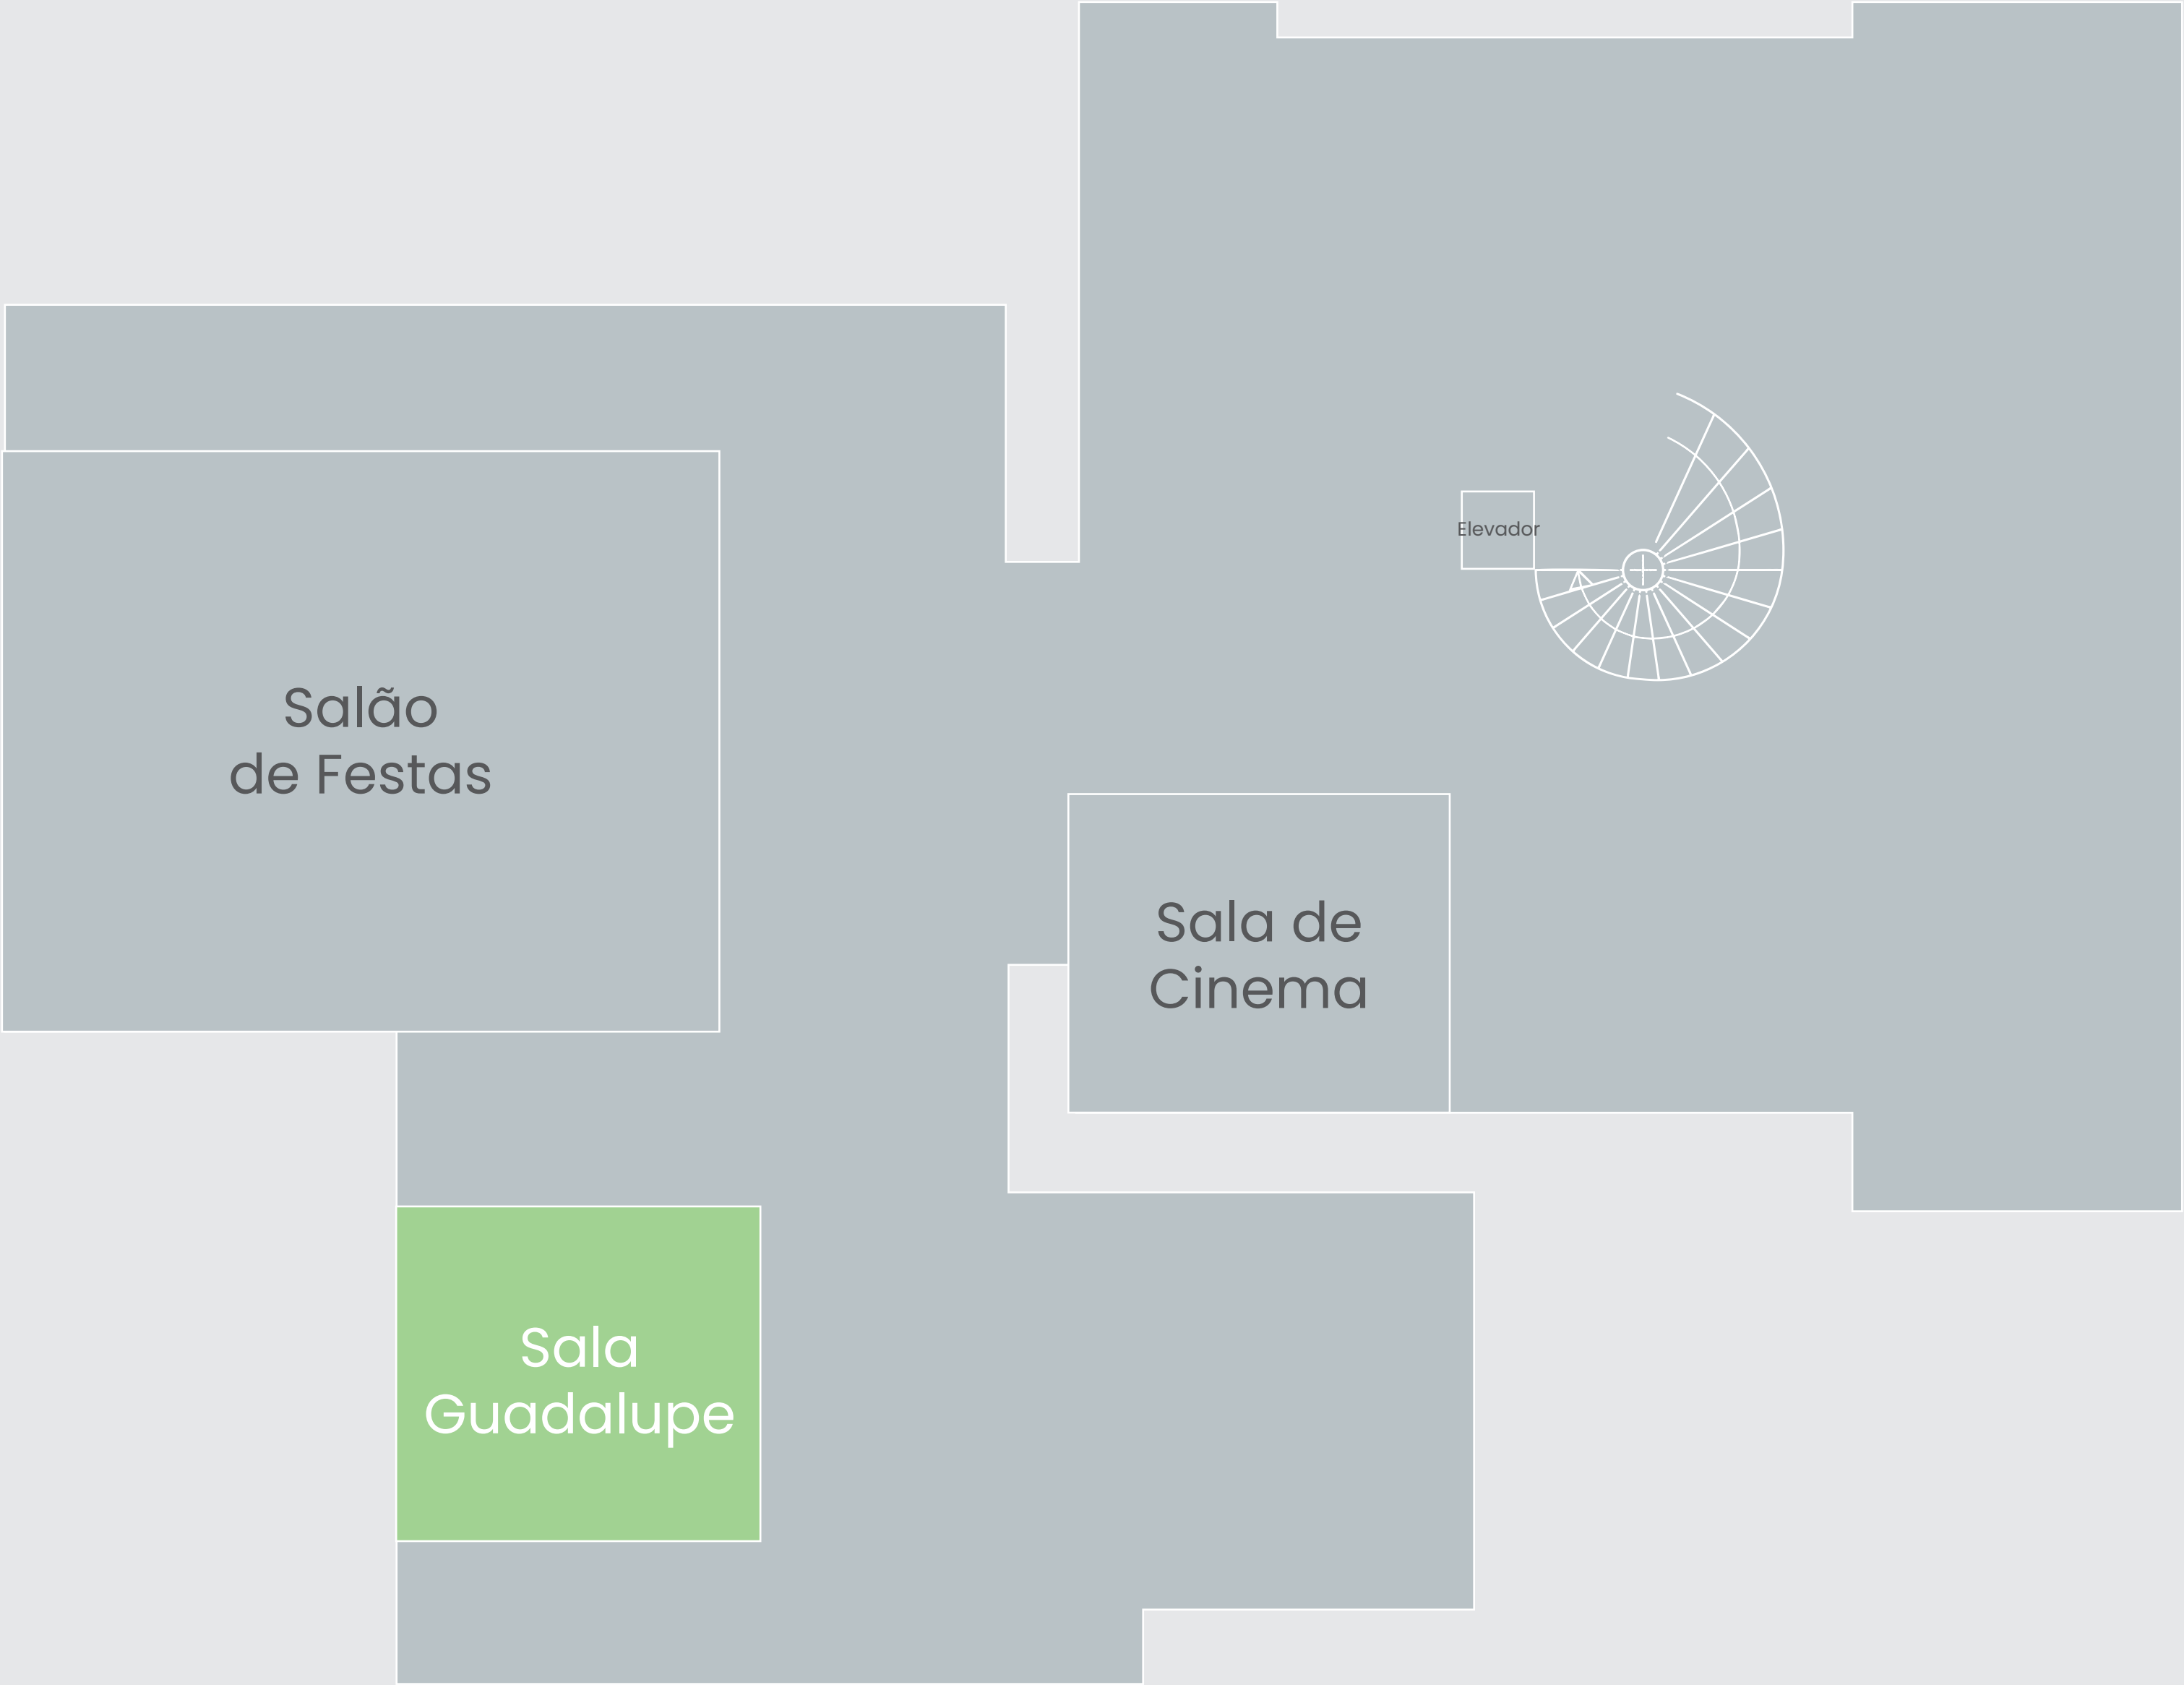 Elevador
Salão
de Festas
Sala de
Cinema
Sala
Guadalupe